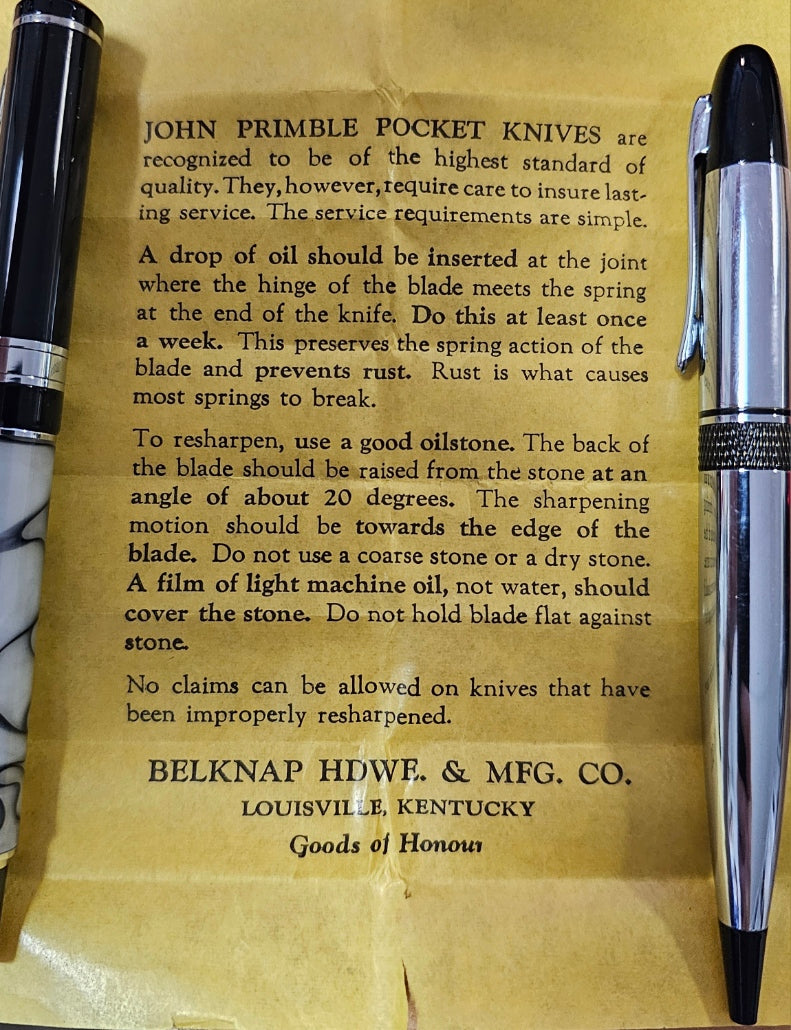 JOHN PRIMBLE POCKET KNIVES are
recognized to be of the highest standard of
quality. They, however, require care to insure last-
ing service. The service requirements are simple.
A drop of oil should be inserted at the joint
where the hinge of the blade meets the spring
at the end of the knife. Do this at least once
a week. This preserves the spring action of the
blade and prevents rust. Rust is what causes
most springs to break.
To resharpen, use a good oilstone. The back of
the blade should be raised from the stone at an
angle of about 20 degrees. The sharpening
motion should be towards the edge of the
blade. Do not use a coarse stone or a dry stone.
A film of light machine oil, not water, should
cover the stone. Do not hold blade flat against
stone.
No claims can be allowed on knives that have
been improperly resharpened.
BELKNAP HDWE. & MFG. CO.
LOUISVILLE, KENTUCKY
Goods of Honour